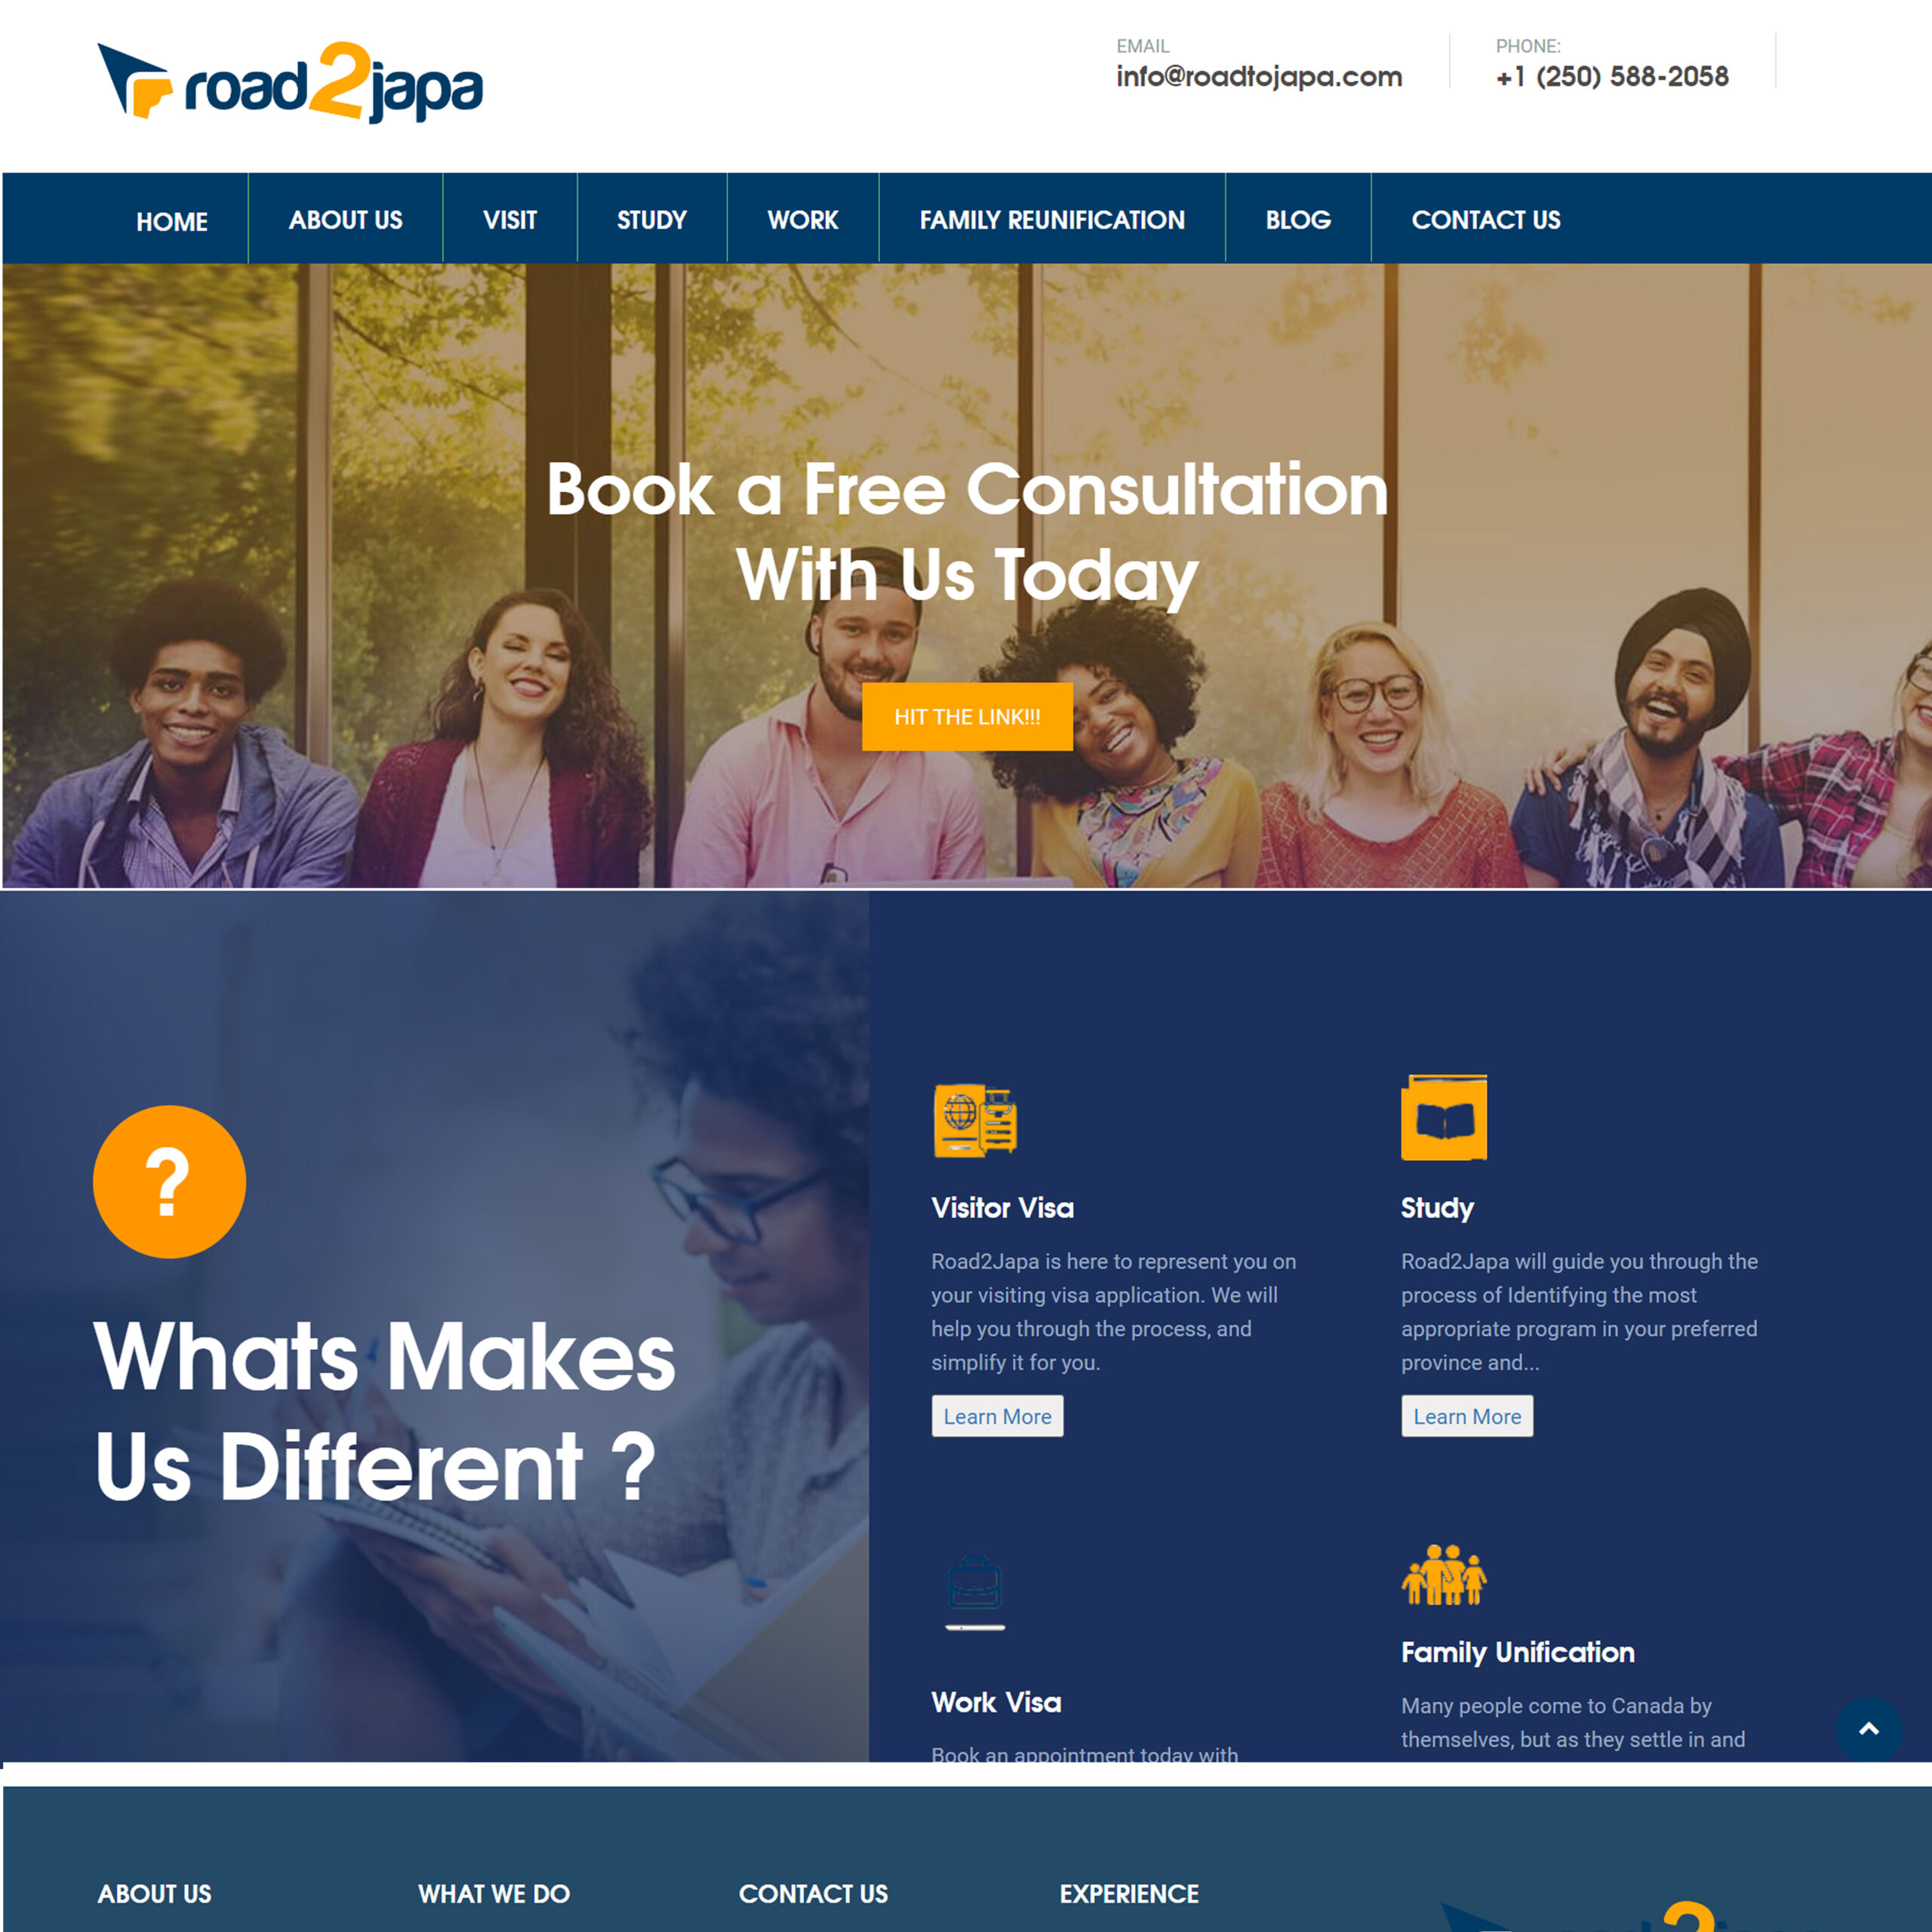 road2japa
EMAIL
info@roadtojapa.com
PHONE:
+1 (250) 588-2058
HOME
ABOUT US
VISIT
STUDY
WORK
FAMILY REUNIFICATION
BLOG
CONTACT US
Book a Free Consultation
With Us Today
HIT THE LINK!!!
?
Whats Makes
Us Different ?
Visitor Visa
Road2Japa is here to represent you on
your visiting visa application. We will
help you through the process, and
simplify it for you.
Learn More
Study
Road2Japa will guide you through the
process of Identifying the most
appropriate program in your preferred
province and...
Learn More
Work Visa
Book an appointment today with
Family Unification
Many people come to Canada by
themselves, but as they settle in and
ABOUT US
WHAT WE DO
CONTACT US
EXPERIENCE